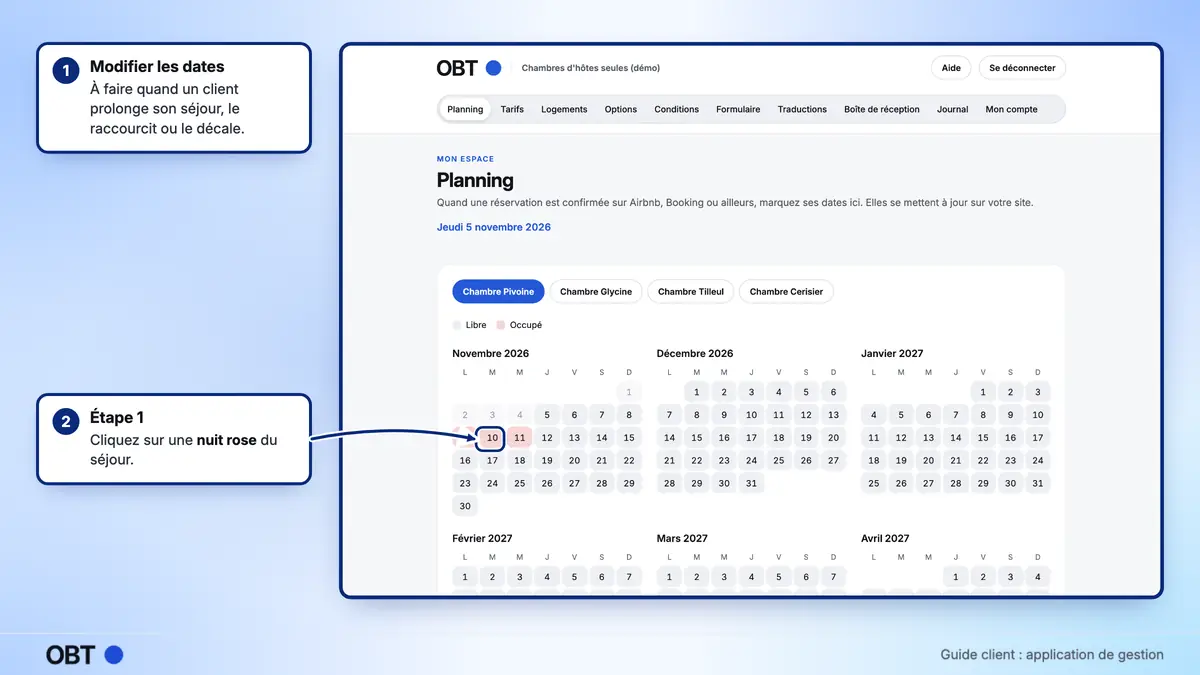 1
Modifier les dates
À faire quand un client
prolonge son séjour, le
raccourcit ou le décale.
2
Étape 1
Cliquez sur une nuit rose du
séjour.
OBT
Chambres d'hôtes seules (démo)
Aide
Se déconnecter
Planning Tarifs Logements Options Conditions Formulaire Traductions Boîte de réception Journal Mon compte
MON ESPACE
Planning
Quand une réservation est confirmée sur Airbnb, Booking ou ailleurs, marquez ses dates ici. Elles se mettent à jour sur votre site.
Jeudi 5 novembre 2026
Chambre Pivoine Chambre Glycine Chambre Tilleul Chambre Cerisier
Libre Occupé
Novembre 2026
L M M J V S D
1
2 3 4 5 6 7 8
10 11 12 13 14 15
16 17 18 19 20 21 22
23 24 25 26 27 28 29
30
Décembre 2026
L M M J V S D
1 2 3 4 5 6
7 8 9 10 11 12 13
14 15 16 17 18 19 20
21 22 23 24 25 26 27
28 29 30 31
Janvier 2027
L M M J V S D
1 2 3
4 5 6 7 8 9 10
11 12 13 14 15 16 17
18 19 20 21 22 23 24
25 26 27 28 29 30 31
Février 2027
L M M J V S D
1 2 3 4 5 6 7
Mars 2027
L M M J V S D
1 2 3 4 5 6 7
Avril 2027
L M M J V S D
1 2 3 4
OBT
Guide client : application de gestion